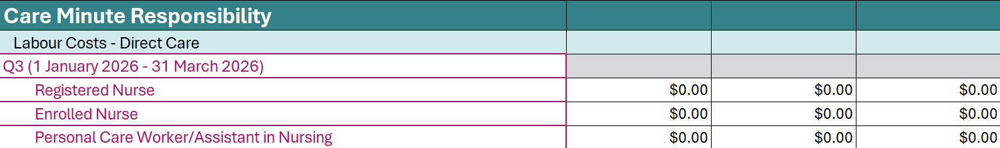 Care Minute Responsibility
Labour Costs - Direct Care
Q3 (1 January 2026 - 31 March 2026)
Registered Nurse $0.00 $0.00 $0.00
Enrolled Nurse $0.00 $0.00 $0.00
Personal Care Worker/Assistant in Nursing $0.00 $0.00 $0.00